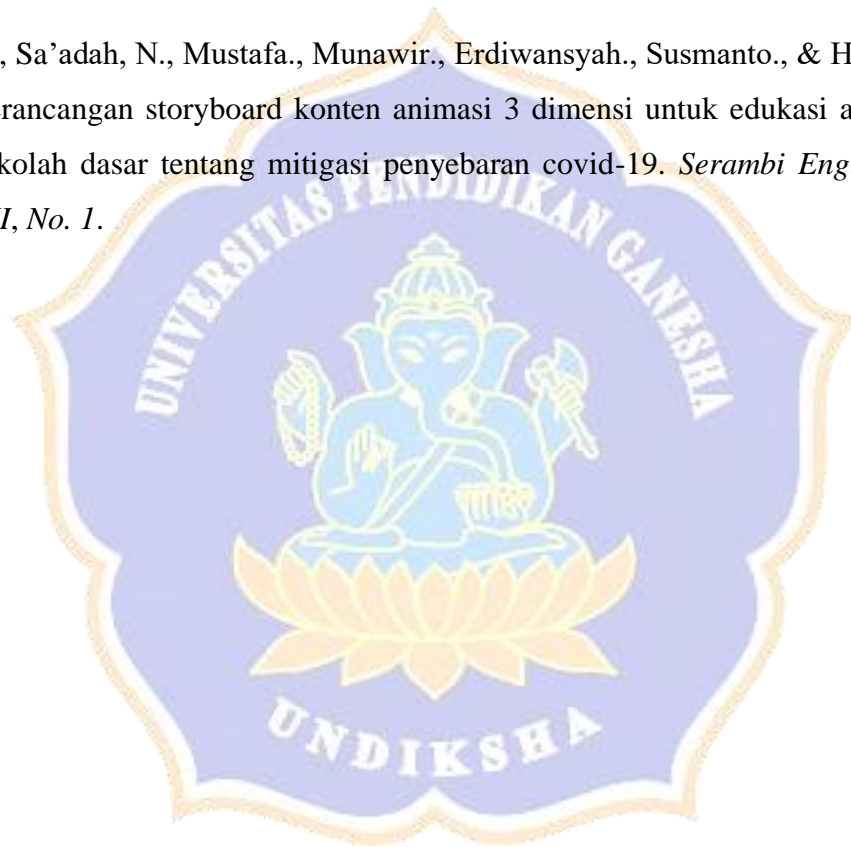 , Sa’adah, N., Mustafa., Munawir., Erdiwansyah., Susmanto., & H
erancangan storyboard konten animasi 3 dimensi untuk edukasi a
kolah dasar tentang mitigasi penyebaran covid-19. Serambi Eng
I, No. 1.
UNIVERSITAS PENDIDIKAN GANESHA
UNDIKSHA